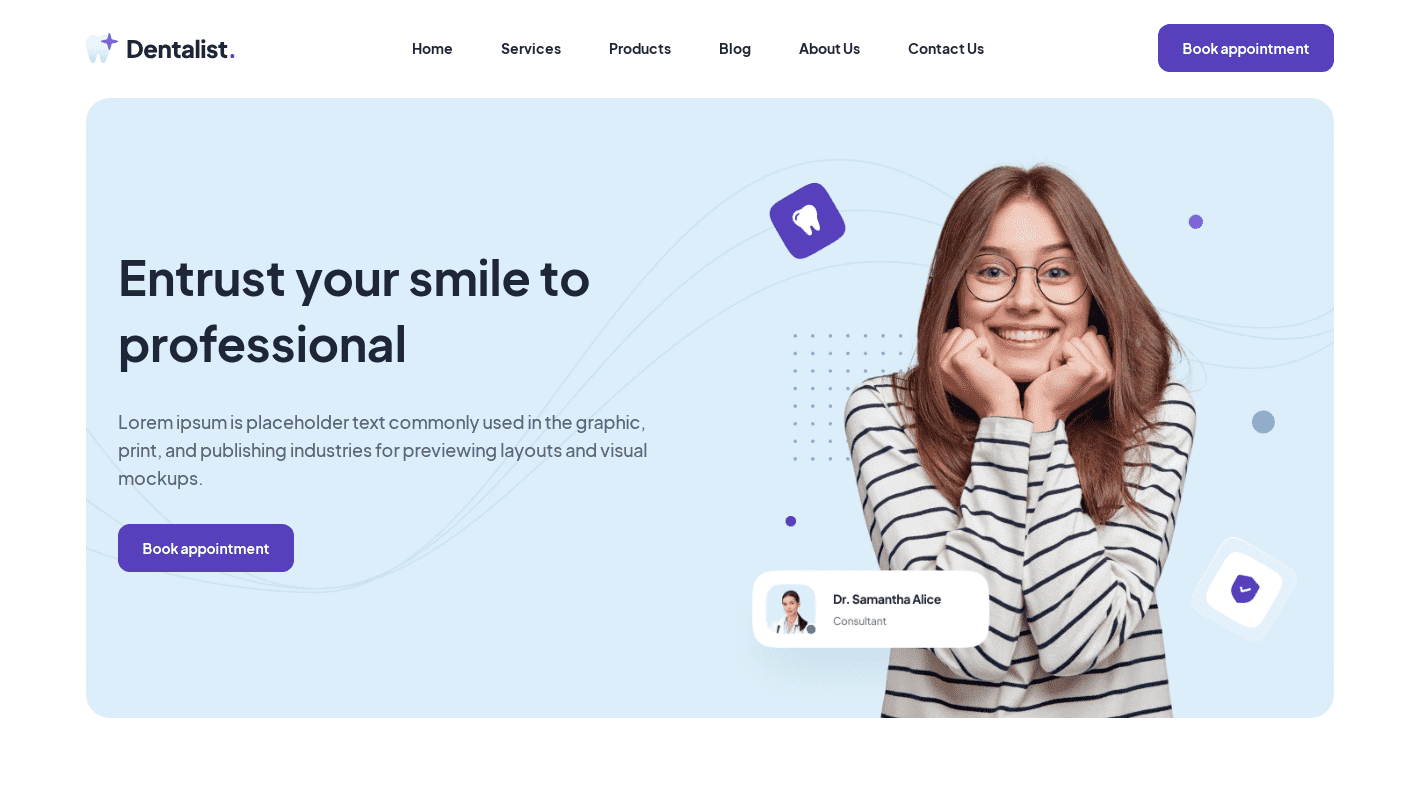 Dentalist.
Home
Services
Products
Blog
About Us
Contact Us
Book appointment
Entrust your smile to
professional
Lorem ipsum is placeholder text commonly used in the graphic,
print, and publishing industries for previewing layouts and visual
mockups.
Book appointment
Dr. Samantha Alice
Consultant